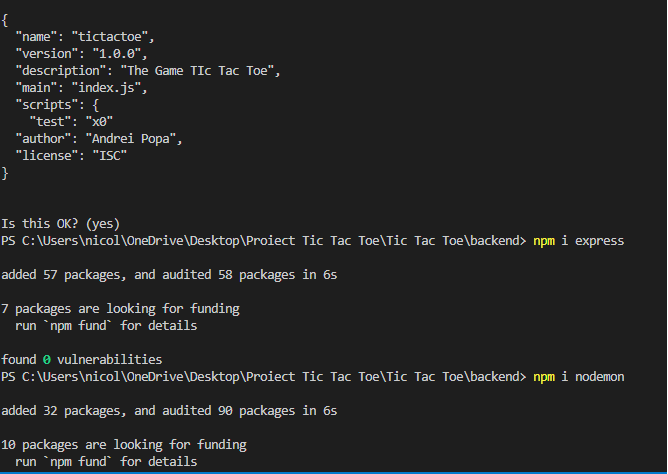 {
  "name": "tictactoe",
  "version": "1.0.0",
  "description": "The Game TIc Tac Toe",
  "main": "index.js",
  "scripts": {
    "test": "x0"
  "author": "Andrei Popa",
  "license": "ISC"
}
Is this OK? (yes)
PS C:\Users\nicol\OneDrive\Desktop\Proiect Tic Tac Toe\Tic Tac Toe\backend> npm i express
added 57 packages, and audited 58 packages in 6s
7 packages are looking for funding
  run `npm fund` for details
found 0 vulnerabilities
PS C:\Users\nicol\OneDrive\Desktop\Proiect Tic Tac Toe\Tic Tac Toe\backend> npm i nodemon
added 32 packages, and audited 90 packages in 6s
10 packages are looking for funding
  run `npm fund` for details